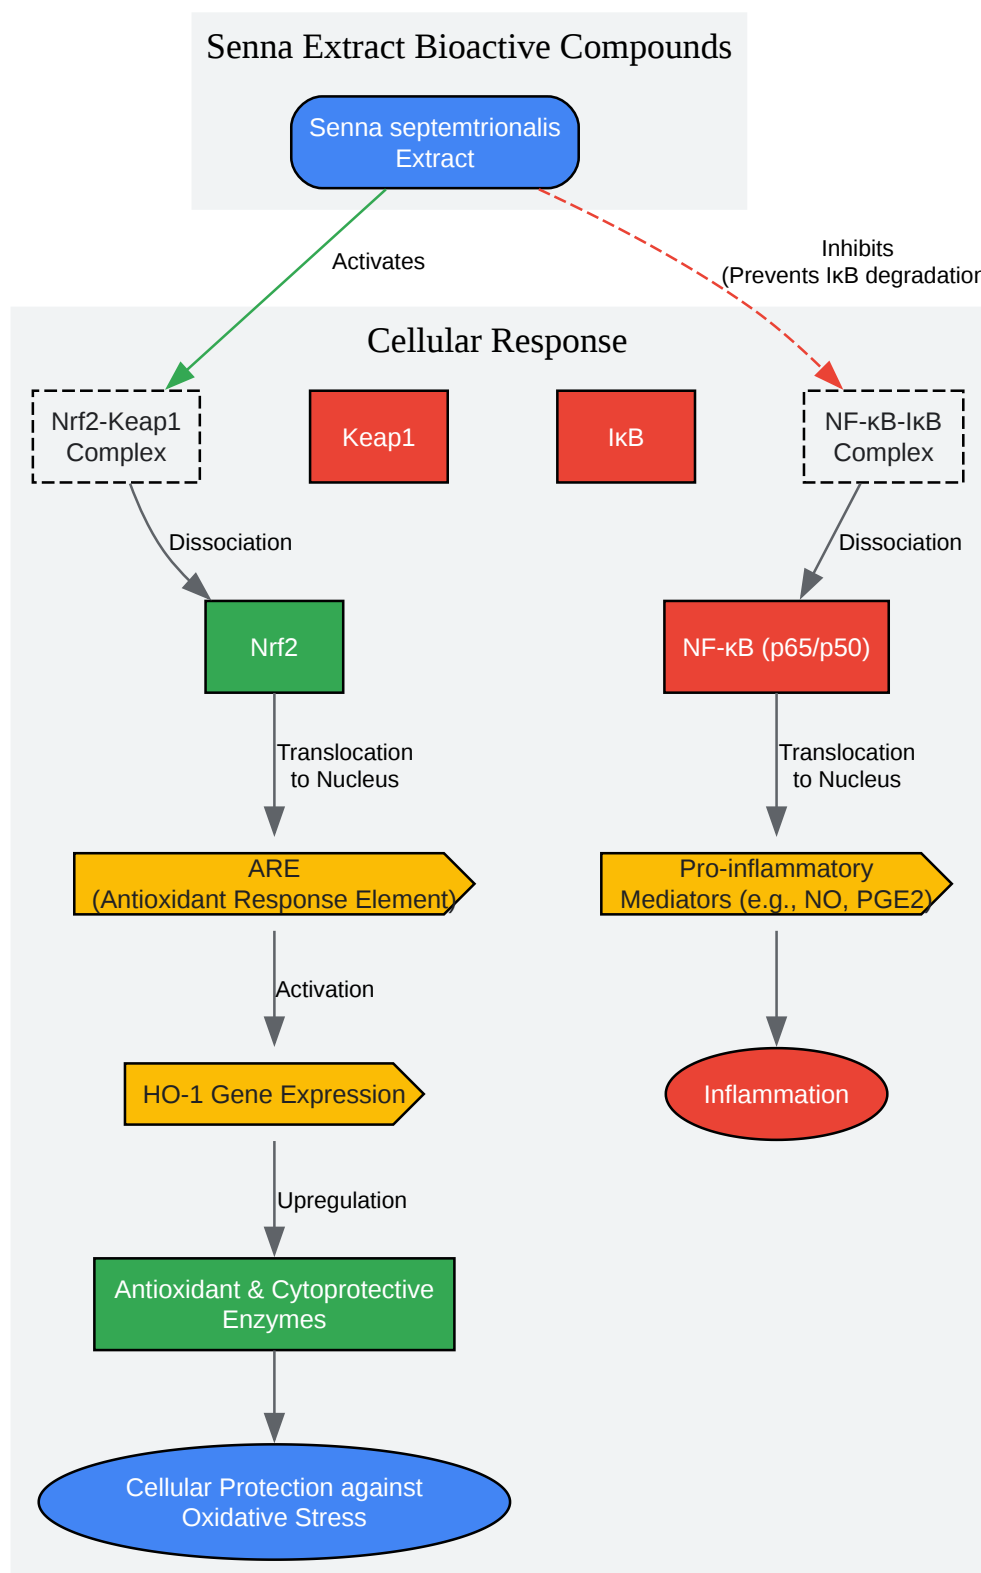 Senna Extract Bioactive Compounds
Senna septemtrionalis
Extract
Activates
Inhibits
(Prevents IκB degradation
Cellular Response
Nrf2-Keap1
Complex
Keap1
IκB
NF-κB-IκB
Complex
Dissociation
Dissociation
Nrf2
NF-κB (p65/p50)
Translocation
to Nucleus
Translocation
to Nucleus
ARE
(Antioxidant Response Element)
Pro-inflammatory
Mediators (e.g., NO, PGE2)
Activation
HO-1 Gene Expression
Inflammation
Upregulation
Antioxidant & Cytoprotective
Enzymes
Cellular Protection against
Oxidative Stress